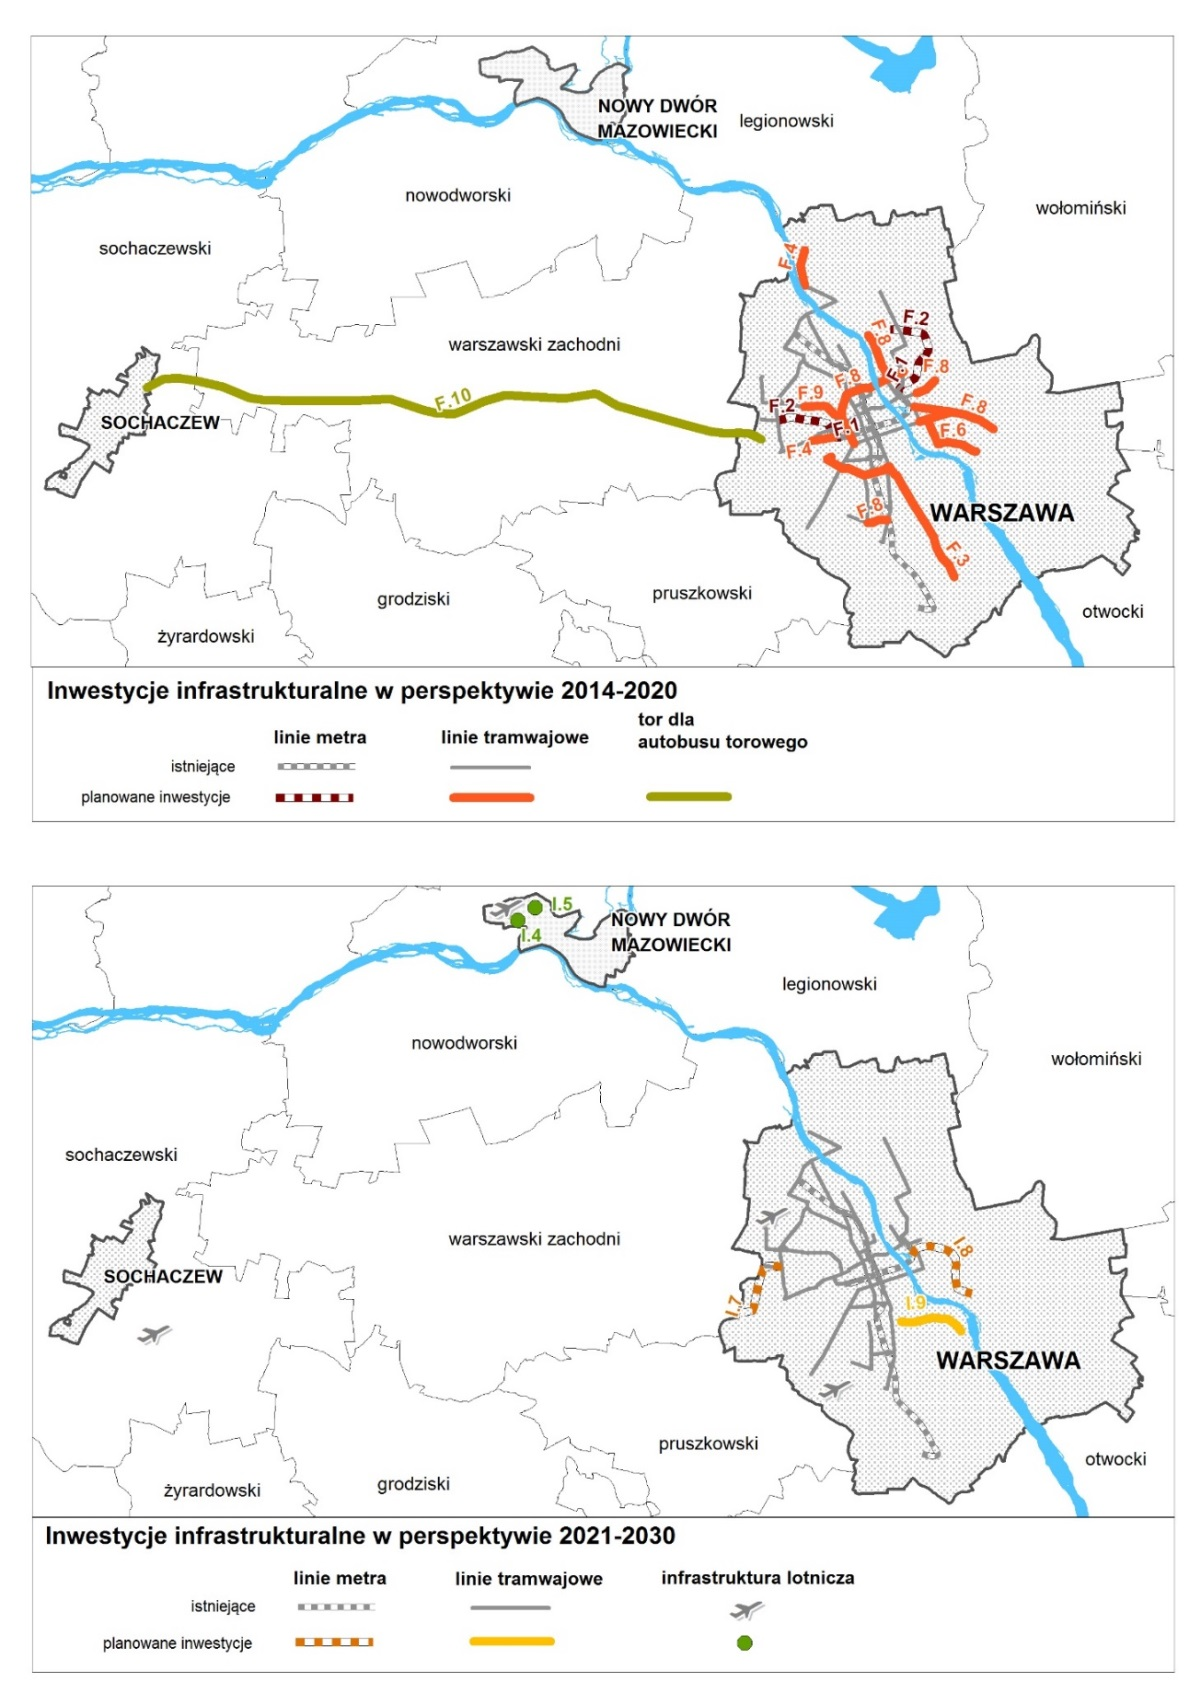 NOWY DWÓR
MAZOWIECKI
legionowski
nowodworski
wołomiński
sochaczewski
F.4
F.2
F.8
warszawski zachodni
F.1
F.8
F.8
F.9
F.10
F.2
F.8
SOCHACZEW
F.1
F.6
F.4
F.8
WARSZAWA
F.3
grodziski
pruszkowski
otwocki
żyrardowski
Inwestycje infrastrukturalne w perspektywie 2014-2020
linie metra
linie tramwajowe
tor dla
autobusu torowego
istniejące
planowane inwestycje
I.5
I.4
NOWY DWÓR
MAZOWIECKI
legionowski
nowodworski
wołomiński
sochaczewski
warszawski zachodni
I.8
SOCHACZEW
I.7
I.9
WARSZAWA
pruszkowski
otwocki
żyrardowski
grodziski
Inwestycje infrastrukturalne w perspektywie 2021-2030
linie metra
linie tramwajowe
infrastruktura lotnicza
istniejące
planowane inwestycje